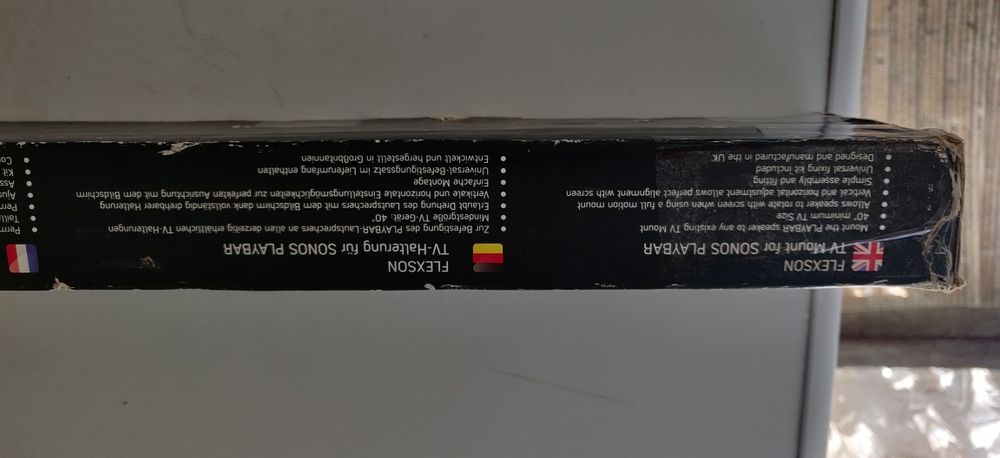 FLEXSON
TV Mount for SONOS PLAYBAR
Mount the PLAYBAR speaker to any existing TV Mount
40" minimum TV Size
Allows speaker to rotate with screen when using a full motion mount
Vertical and horizontal adjustment allows perfect alignment with screen
Simple assembly and fitting
Universal fixing kit included
Designed and manufactured in the UK
FLEXSON
TV-Halterung für SONOS PLAYBAR
Zur Befestigung des PLAYBAR-Lautsprechers an allen derzeitig erhältlichen TV-Halterungen
Mindestgröße TV-Gerät 40"
Erlaubt Drehung des Lautsprechers mit dem Bildschirm dank vollständig drehbarer Halterung
Vertikale und horizontale Einstellungsmöglichkeiten zur perfekten Ausrichtung mit dem Bildschirm
Einfache Montage
Universal-Befestigungssatz im Lieferumfang enthalten
Entwickelt und hergestellt in Großbritannien
Kit